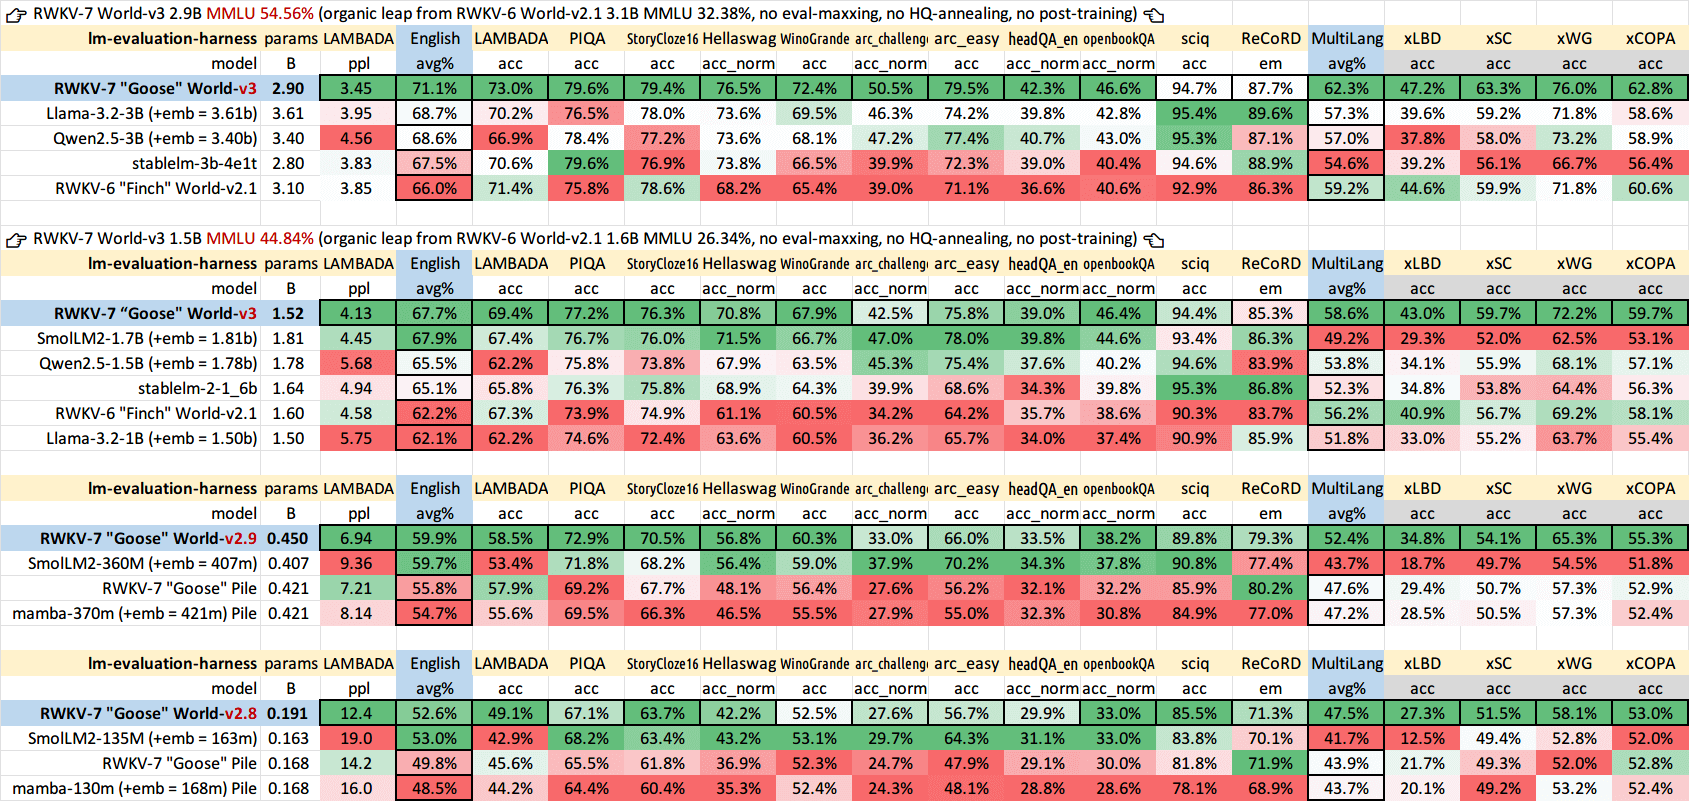 👉 RWKV-7 World-v3 2.9B MMLU 54.56% (organic leap from RWKV-6 World-v2.1 3.1B MMLU 32.38%, no eval-maxxing, no HQ-annealing, no post-training) 👈
lm-evaluation-harness params LAMBADA English LAMBADA PIQA StoryCloze16 Hellaswag WinoGrande arc_challenge arc_easy headQA_en openbookQA sciq ReCoRD MultiLang xLBD xSC xWG xCOPA
model B ppl avg% acc acc acc acc_norm acc acc_norm acc acc_norm acc_norm acc em avg% acc acc acc acc
RWKV-7 "Goose" World-v3 2.90 3.45 71.1% 73.0% 79.6% 79.4% 76.5% 72.4% 50.5% 79.5% 42.3% 46.6% 94.7% 87.7% 62.3% 47.2% 63.3% 76.0% 62.8%
Llama-3.2-3B (+emb = 3.61b) 3.61 3.95 68.7% 70.2% 76.5% 78.0% 73.6% 69.5% 46.3% 74.2% 39.8% 42.8% 95.4% 89.6% 57.3% 39.6% 59.2% 71.8% 58.6%
Qwen2.5-3B (+emb = 3.40b) 3.40 4.56 68.6% 66.9% 78.4% 77.2% 73.6% 68.1% 47.2% 77.4% 40.7% 43.0% 95.3% 87.1% 57.0% 37.8% 58.0% 73.2% 58.9%
stablelm-3b-4e1t 2.80 3.83 67.5% 70.6% 79.6% 76.9% 73.8% 66.5% 39.9% 72.3% 39.0% 40.4% 94.6% 88.9% 54.6% 39.2% 56.1% 66.7% 56.4%
RWKV-6 "Finch" World-v2.1 3.10 3.85 66.0% 71.4% 75.8% 78.6% 68.2% 65.4% 39.0% 71.1% 36.6% 40.6% 92.9% 86.3% 59.2% 44.6% 59.9% 71.8% 60.6%
👉 RWKV-7 World-v3 1.5B MMLU 44.84% (organic leap from RWKV-6 World-v2.1 1.6B MMLU 26.34%, no eval-maxxing, no HQ-annealing, no post-training) 👈
lm-evaluation-harness params LAMBADA English LAMBADA PIQA StoryCloze16 Hellaswag WinoGrande arc_challenge arc_easy headQA_en openbookQA sciq ReCoRD MultiLang xLBD xSC xWG xCOPA
model B ppl avg% acc acc acc acc_norm acc acc_norm acc acc_norm acc_norm acc em avg% acc acc acc acc
RWKV-7 “Goose" World-v3 1.52 4.13 67.7% 69.4% 77.2% 76.3% 70.8% 67.9% 42.5% 75.8% 39.0% 46.4% 94.4% 85.3% 58.6% 43.0% 59.7% 72.2% 59.7%
SmolLM2-1.7B (+emb = 1.81b) 1.81 4.45 67.9% 67.4% 76.7% 76.0% 71.5% 66.7% 47.0% 78.0% 39.8% 44.6% 93.4% 86.3% 49.2% 29.3% 52.0% 62.5% 53.1%
Qwen2.5-1.5B (+emb = 1.78b) 1.78 5.68 65.5% 62.2% 75.8% 73.8% 67.9% 63.5% 45.3% 75.4% 37.6% 40.2% 94.6% 83.9% 53.8% 34.1% 55.9% 68.1% 57.1%
stablelm-2-1_6b 1.64 4.94 65.1% 65.8% 76.3% 75.8% 68.9% 64.3% 39.9% 68.6% 34.3% 39.8% 95.3% 86.8% 52.3% 34.8% 53.8% 64.4% 56.3%
RWKV-6 "Finch" World-v2.1 1.60 4.58 62.2% 67.3% 73.9% 74.9% 61.1% 60.5% 34.2% 64.2% 35.7% 38.6% 90.3% 83.7% 56.2% 40.9% 56.7% 69.2% 58.1%
Llama-3.2-1B (+emb = 1.50b) 1.50 5.75 62.1% 62.2% 74.6% 72.4% 63.6% 60.5% 36.2% 65.7% 34.0% 37.4% 90.9% 85.9% 51.8% 33.0% 55.2% 63.7% 55.4%
lm-evaluation-harness params LAMBADA English LAMBADA PIQA StoryCloze16 Hellaswag WinoGrande arc_challenge arc_easy headQA_en openbookQA sciq ReCoRD MultiLang xLBD xSC xWG xCOPA
model B ppl avg% acc acc acc acc_norm acc acc_norm acc acc_norm acc_norm acc em avg% acc acc acc acc
RWKV-7 "Goose" World-v2.9 0.450 6.94 59.9% 58.5% 72.9% 70.5% 56.8% 60.3% 33.0% 66.0% 33.5% 38.2% 89.8% 79.3% 52.4% 34.8% 54.1% 65.3% 55.3%
SmolLM2-360M (+emb = 407m) 0.407 9.36 59.7% 53.4% 71.8% 68.2% 56.4% 59.0% 37.9% 70.2% 34.3% 37.8% 90.8% 77.4% 43.7% 18.7% 49.7% 54.5% 51.8%
RWKV-7 "Goose" Pile 0.421 7.21 55.8% 57.9% 69.2% 67.7% 48.1% 56.4% 27.6% 56.2% 32.1% 32.2% 85.9% 80.2% 47.6% 29.4% 50.7% 57.3% 52.9%
mamba-370m (+emb = 421m) Pile 0.421 8.14 54.7% 55.6% 69.5% 66.3% 46.5% 55.5% 27.9% 55.0% 32.3% 30.8% 84.9% 77.0% 47.2% 28.5% 50.5% 57.3% 52.4%
lm-evaluation-harness params LAMBADA English LAMBADA PIQA StoryCloze16 Hellaswag WinoGrande arc_challenge arc_easy headQA_en openbookQA sciq ReCoRD MultiLang xLBD xSC xWG xCOPA
model B ppl avg% acc acc acc acc_norm acc acc_norm acc acc_norm acc_norm acc em avg% acc acc acc acc
RWKV-7 "Goose" World-v2.8 0.191 12.4 52.6% 49.1% 67.1% 63.7% 42.2% 52.5% 27.6% 56.7% 29.9% 33.0% 85.5% 71.3% 47.5% 27.3% 51.5% 58.1% 53.0%
SmolLM2-135M (+emb = 163m) 0.163 19.0 53.0% 42.9% 68.2% 63.4% 43.2% 53.1% 29.7% 64.3% 31.1% 33.0% 83.8% 70.1% 41.7% 12.5% 49.4% 52.8% 52.0%
RWKV-7 "Goose" Pile 0.168 14.2 49.8% 45.6% 65.5% 61.8% 36.9% 52.3% 24.7% 47.9% 29.1% 30.0% 81.8% 71.9% 43.9% 21.7% 49.3% 52.0% 52.8%
mamba-130m (+emb = 168m) Pile 0.168 16.0 48.5% 44.2% 64.4% 60.4% 35.3% 52.4% 24.3% 48.1% 28.8% 28.6% 78.1% 68.9% 43.7% 20.1% 49.2% 53.2% 52.4%